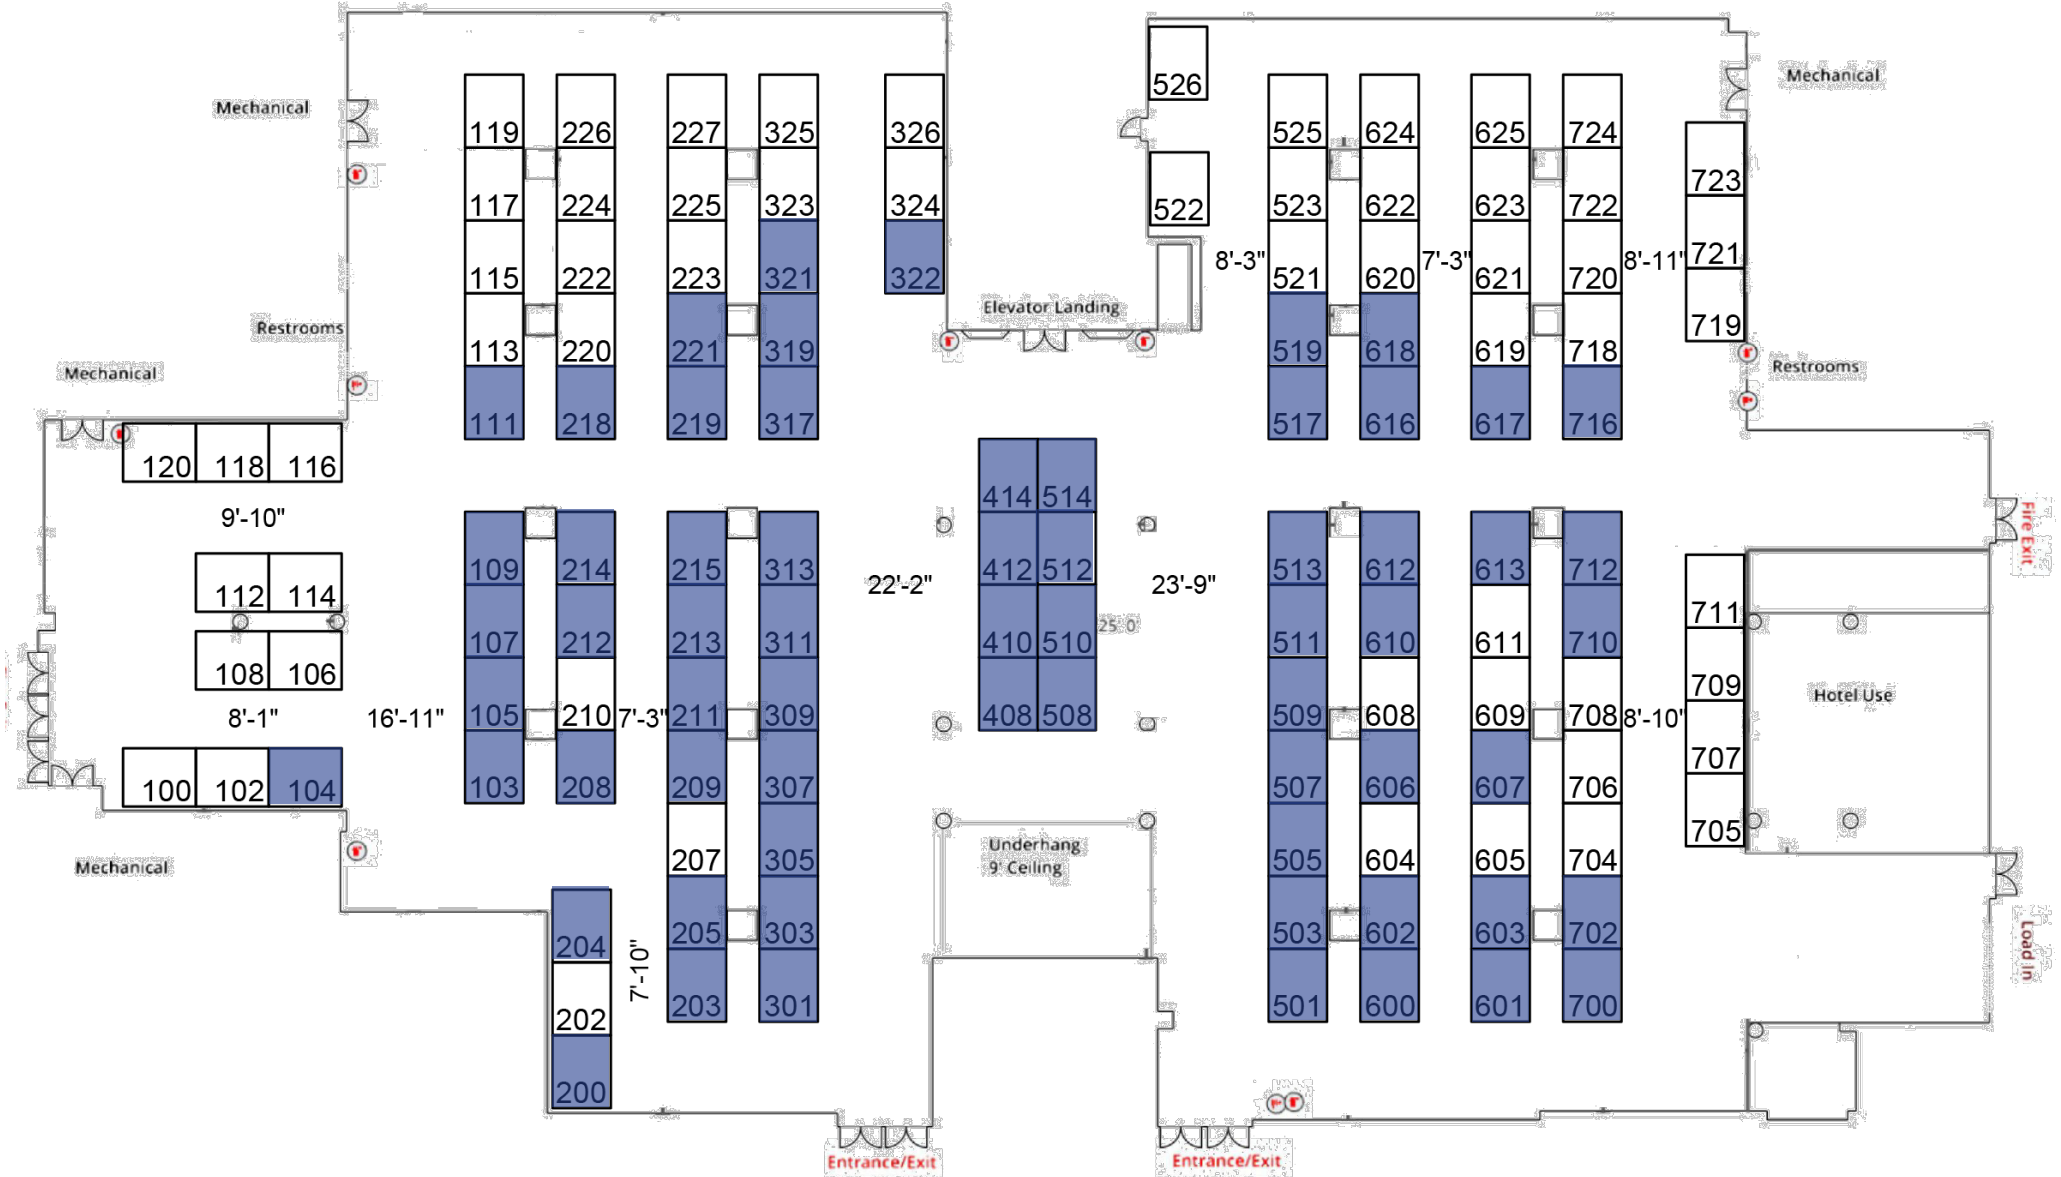 526
Mechanical
Mechanical
119 226 227 325 326 525 624 625 724
723
117 224 225 323 324 523 622 623 722
522
721
115 222 223 321 322 8'-3" 521 620 7'-3" 621 720 8'-11"
Elevator Landing
719
Restrooms
113 220 221 319 519 618 619 718
Mechanical
Restrooms
111 218 219 317 517 616 617 716
120 118 116
414 514
9'-10"
Fire Exit
109 214 215 313 412 512 513 612 613 712
22'-2" 23'-9"
112 114
711
25' 0"
107 212 213 311 410 510 511 610 611 710
108 106
709
Hotel Use
8'-1" 16'-11" 105 210 7'-3" 211 309 408 508 509 608 609 708 8'-10"
707
100 102 104 103 208 209 307 507 606 607 706
705
Underhang
9' Ceiling
207 305 505 604 605 704
Mechanical
204 205 303 503 602 603 702
Load In
7'-10"
202 203 301 501 600 601 700
200
Entrance/Exit
Entrance/Exit